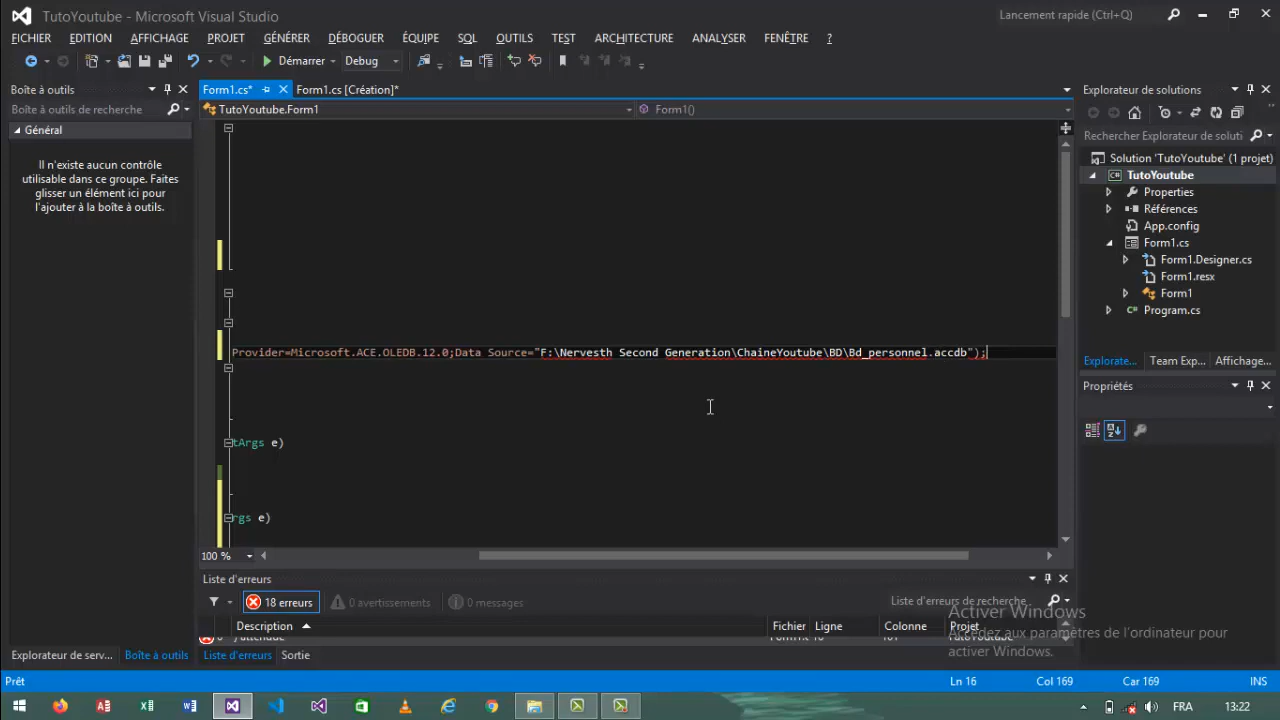 TutoYoutube - Microsoft Visual Studio
Lancement rapide (Ctrl+Q)
FICHIER EDITION AFFICHAGE PROJET GÉNÉRER DÉBOGUER ÉQUIPE SQL OUTILS TEST ARCHITECTURE ANALYSER FENÊTRE ?
Démarrer Debug
Boîte à outils
Boîte à outils de recherche
Général
Il n'existe aucun contrôle
utilisable dans ce groupe. Faites
glisser un élément ici pour
l'ajouter à la boîte à outils.
Form1.cs* Form1.cs [Création]*
TutoYoutube.Form1 Form1()
Provider=Microsoft.ACE.OLEDB.12.0;Data Source="F:\Nervesth Second Generation\ChaineYoutube\BD\Bd_personnel.accdb");
tArgs e)
rgs e)
100 %
Explorateur de solutions
Rechercher Explorateur de soluti
Solution 'TutoYoutube' (1 projet)
TutoYoutube
Properties
Références
App.config
Form1.cs
Form1.Designer.cs
Form1.resx
Form1
Program.cs
Explorate... Team Exp... Affichage...
Propriétés
Liste d'erreurs
18 erreurs 0 avertissements 0 messages
Liste d'erreurs de recherche
Description Fichier Ligne Colonne Projet
Activer Windows
Accédez aux paramètres de l'ordinateur pour
activer Windows.
Explorateur de serv... Boîte à outils Liste d'erreurs Sortie
Prêt Ln 16 Col 169 Car 169 INS
FRA 13:22